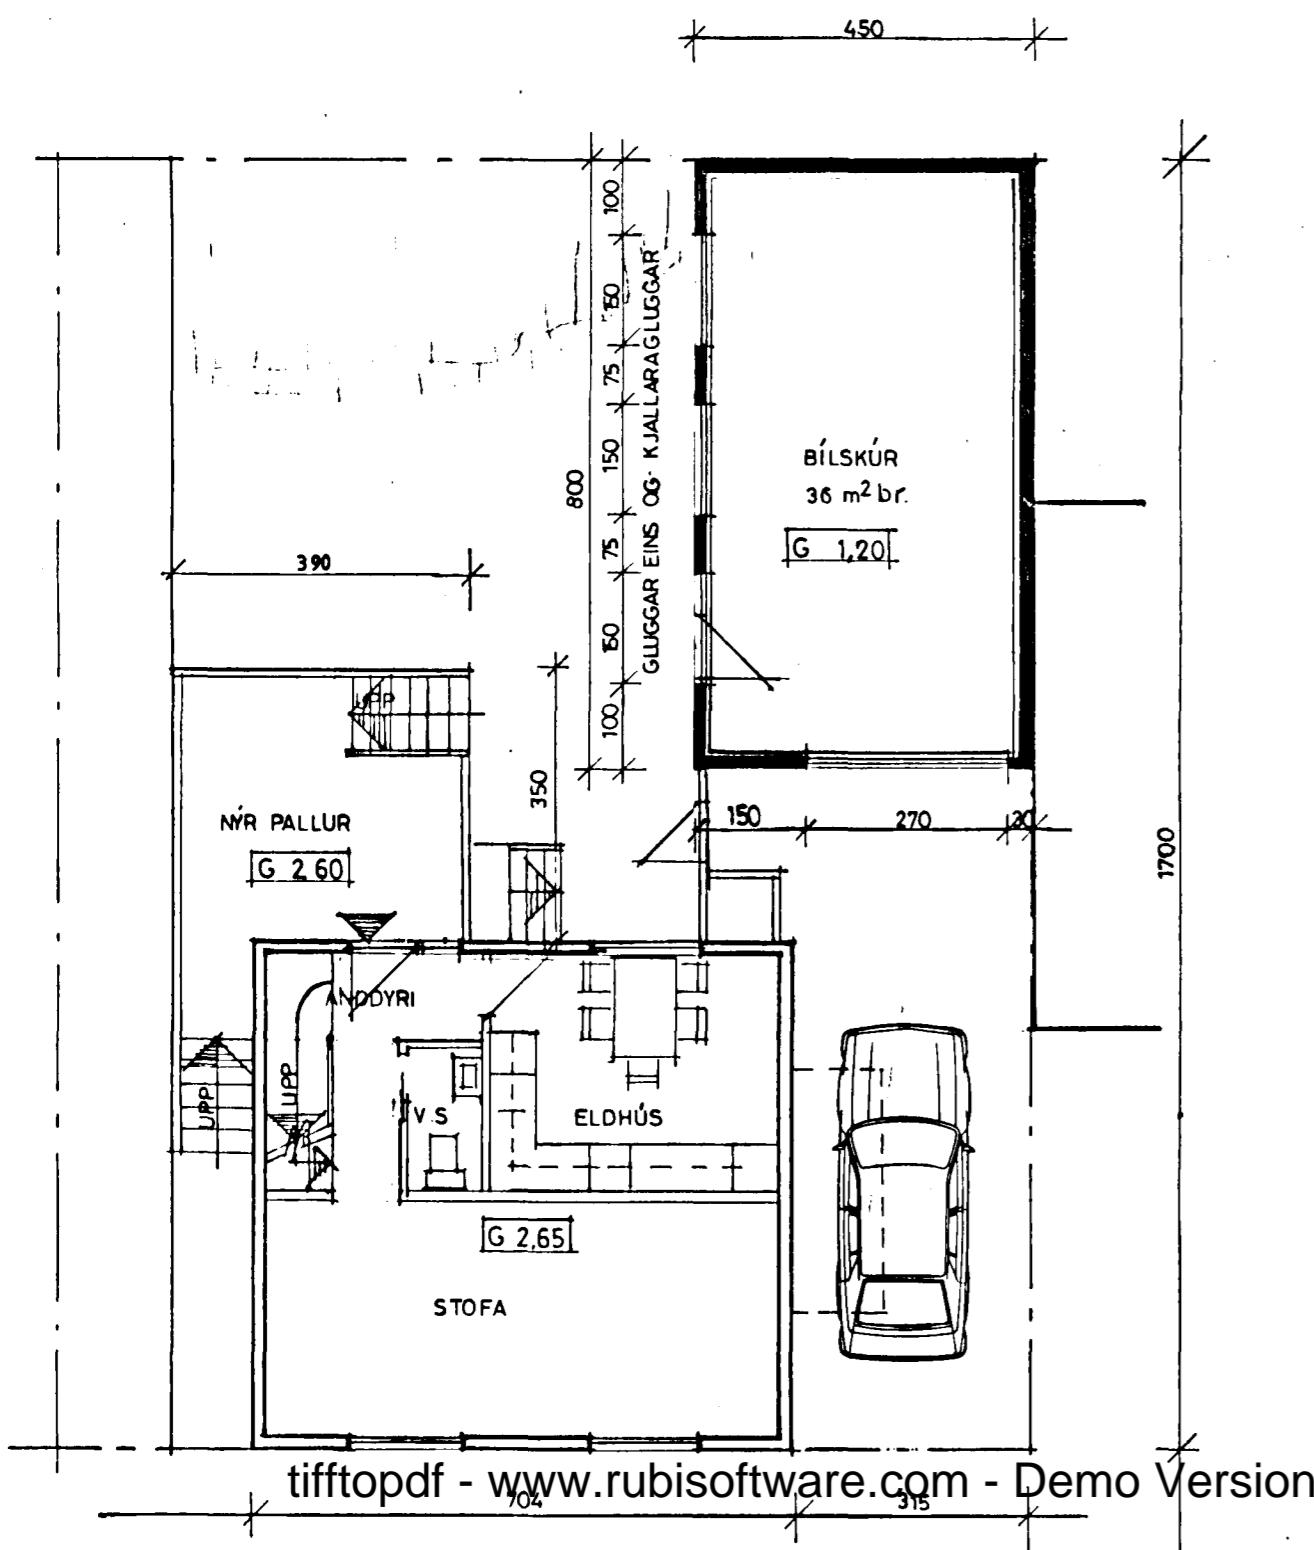 450
100
150
75
150
75
150
100
800
GLUGGAR EINS OG KJALLARAGLUGGAR
BÍLSKÚR
36 m² br.
G 1,20
390
UPP
350
150
270
30
1700
NÝR PALLUR
G 2,60
ANDDYRI
UPP
UPP
V.S
ELDHÚS
G 2,65
STOFA
tifftopdf - www.rubisoftware.com - Demo Version
704
315